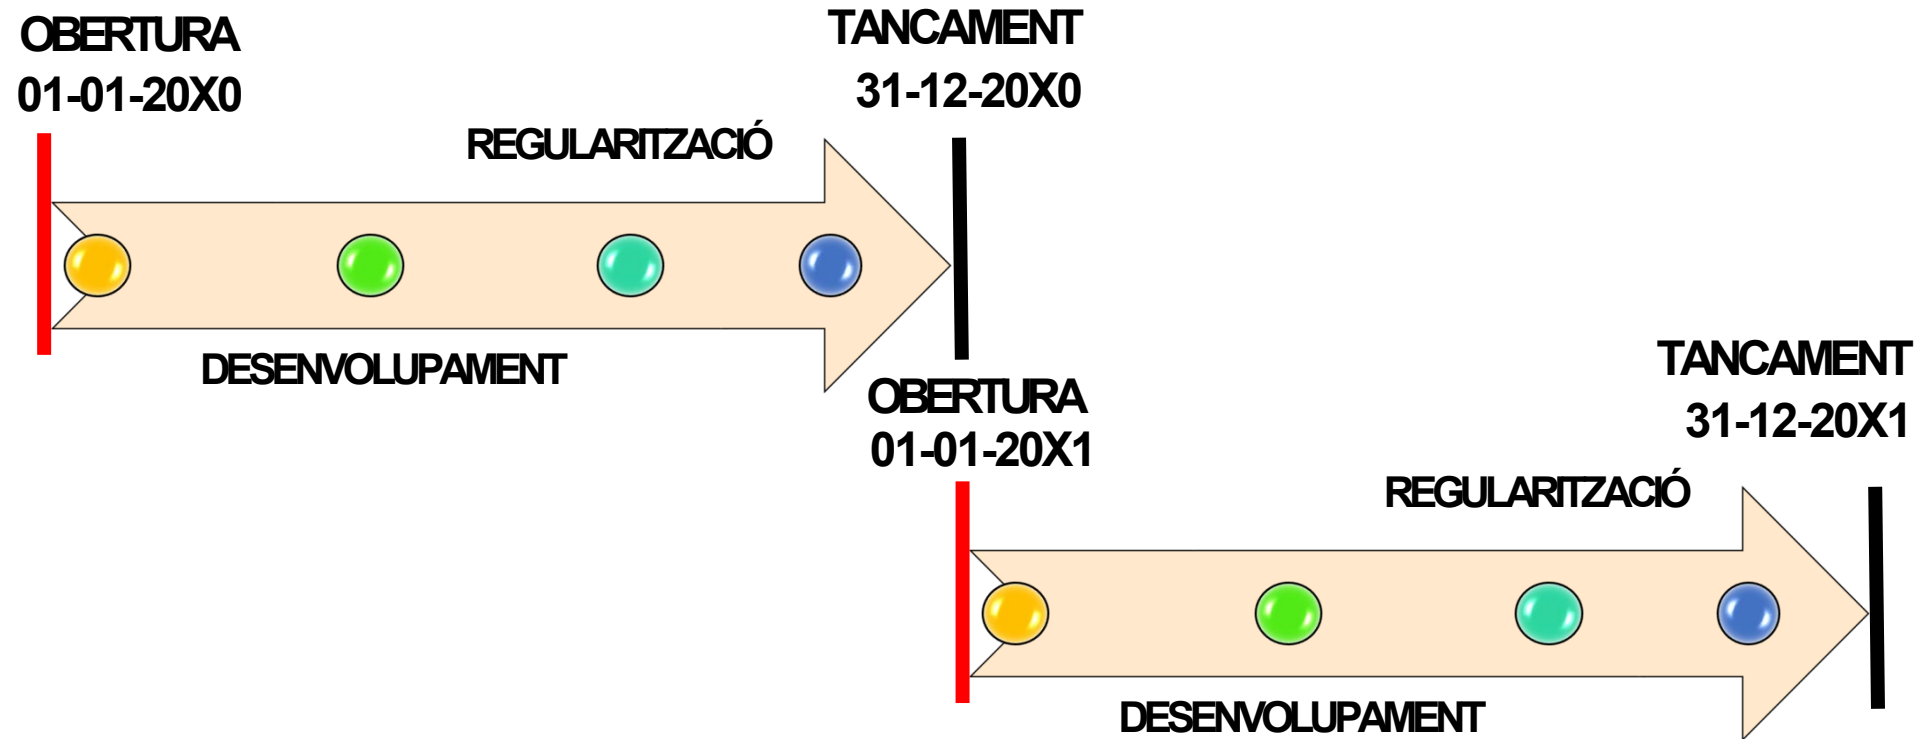 OBERTURA
01-01-20X0
TANCAMENT
31-12-20X0
REGULARITZACIÓ
DESENVOLUPAMENT
OBERTURA
01-01-20X1
TANCAMENT
31-12-20X1
REGULARITZACIÓ
DESENVOLUPAMENT